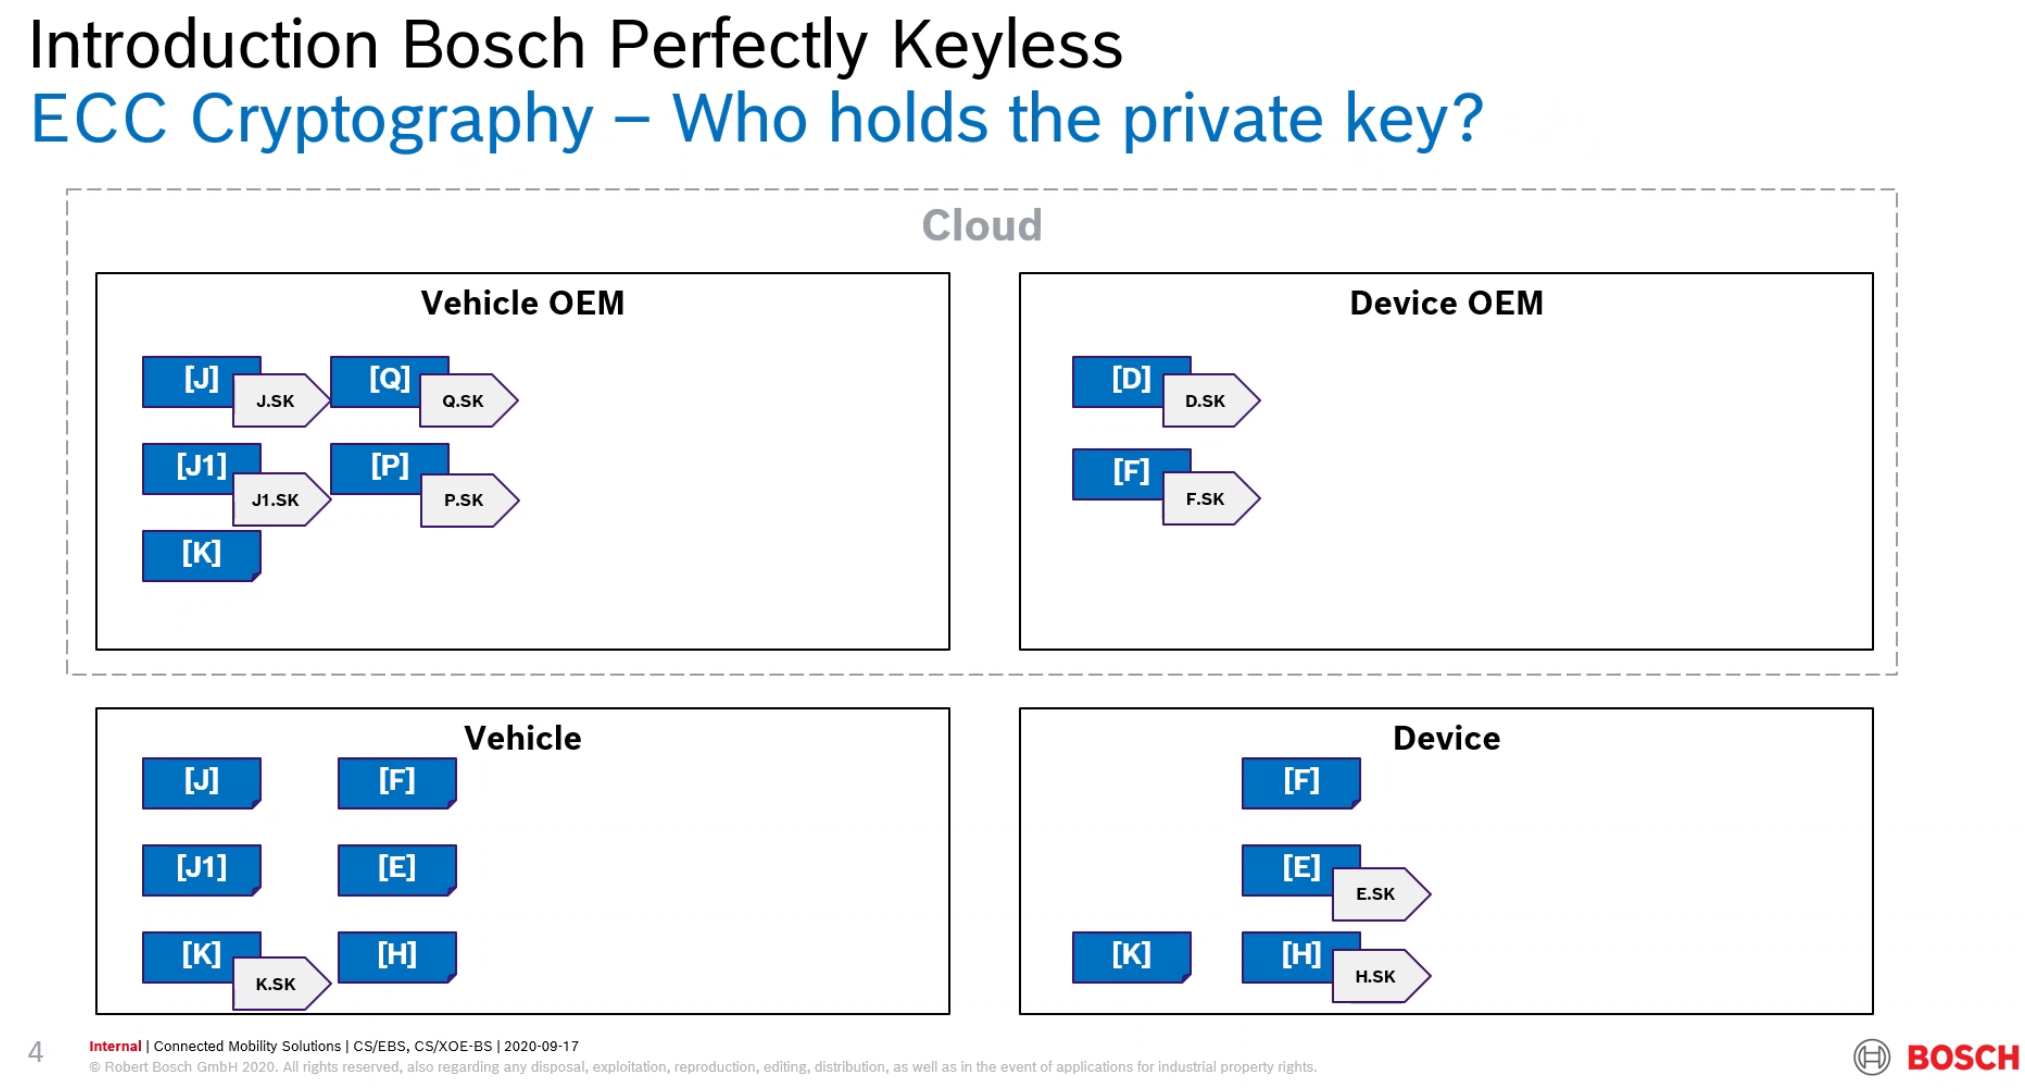 Introduction Bosch Perfectly Keyless
ECC Cryptography – Who holds the private key?
Cloud
Vehicle OEM
[J]
J.SK
[Q]
Q.SK
[J1]
J1.SK
[P]
P.SK
[K]
Device OEM
[D]
D.SK
[F]
F.SK
Vehicle
[J]
[F]
[J1]
[E]
[K]
K.SK
[H]
Device
[F]
[E]
E.SK
[K]
[H]
H.SK
4
Internal | Connected Mobility Solutions | CS/EBS, CS/XOE-BS | 2020-09-17
© Robert Bosch GmbH 2020. All rights reserved, also regarding any disposal, exploitation, reproduction, editing, distribution, as well as in the event of applications for industrial property rights.
BOSCH